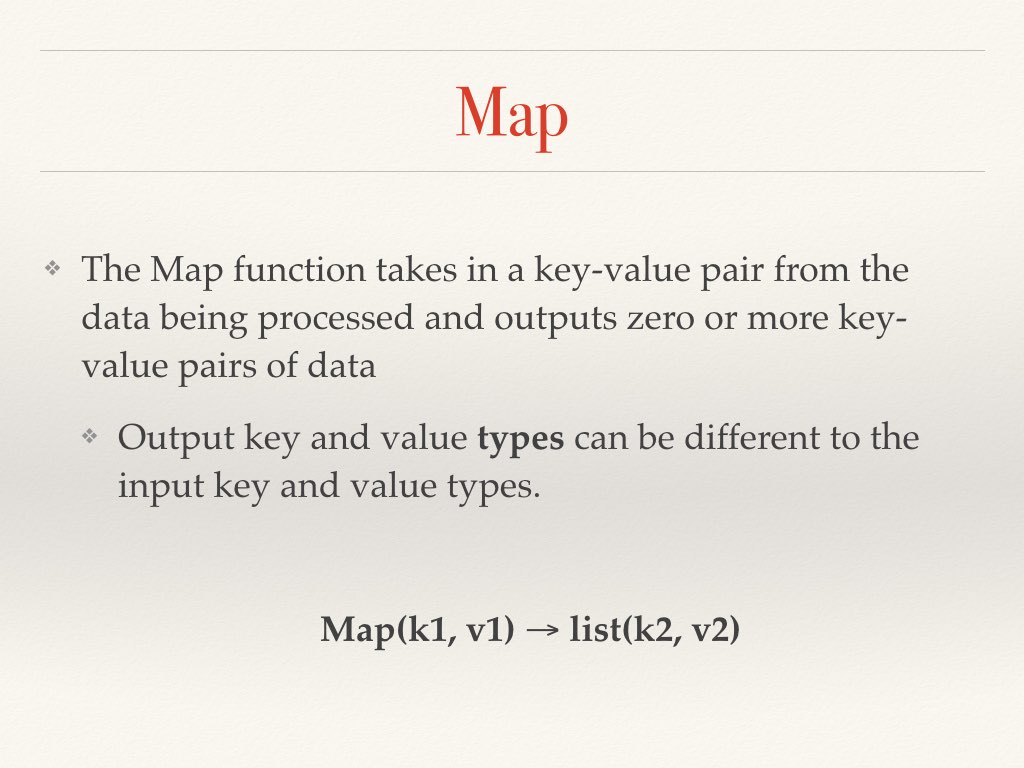 Map
❖ The Map function takes in a key-value pair from the
data being processed and outputs zero or more key-
value pairs of data
❖ Output key and value types can be different to the
input key and value types.
Map(k1, v1) → list(k2, v2)